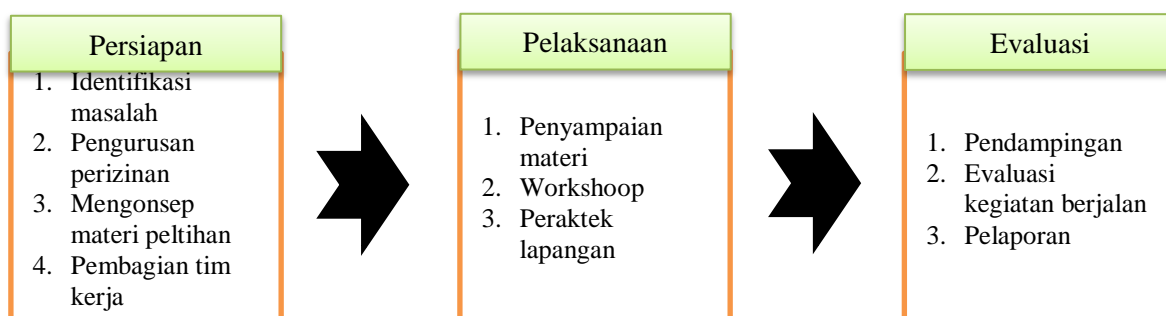 Persiapan
1. Identifikasi
masalah
2. Pengurusan
perizinan
3. Mengonsep
materi peltihan
4. Pembagian tim
kerja
Pelaksanaan
1. Penyampaian
materi
2. Workshoop
3. Peraktek
lapangan
Evaluasi
1. Pendampingan
2. Evaluasi
kegiatan berjalan
3. Pelaporan